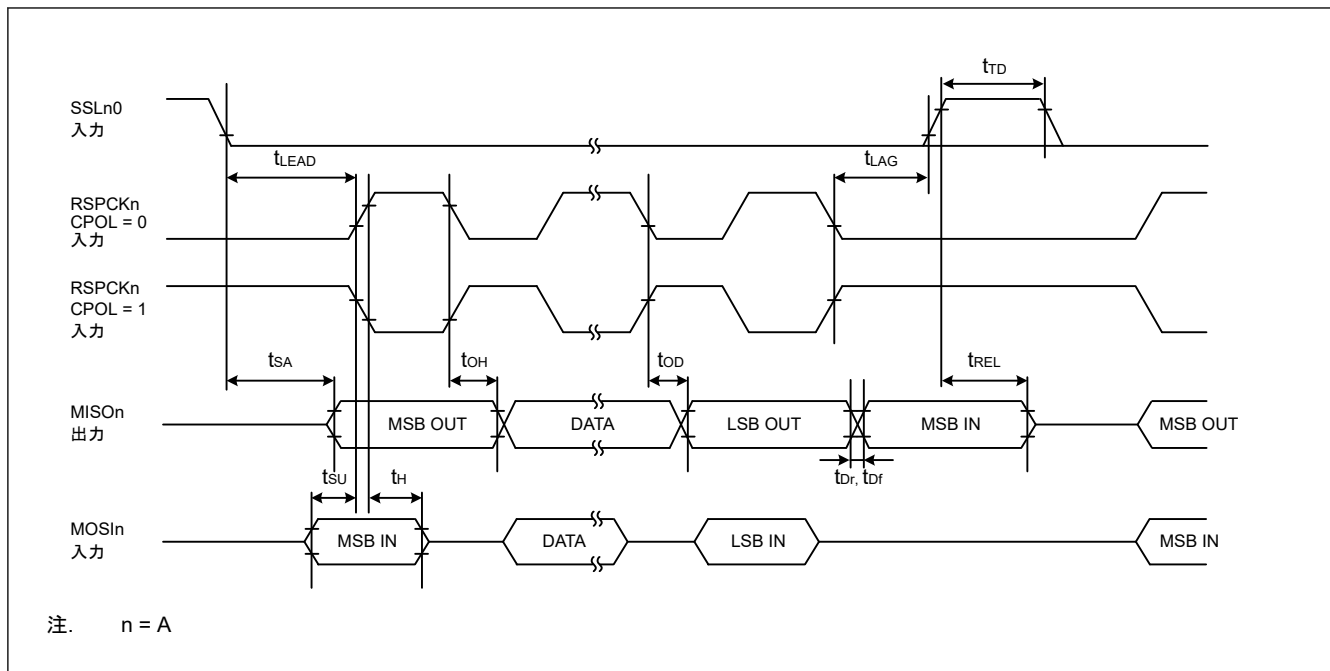 SSLn0
入力
tTD
tLEAD
tLAG
RSPCKn
CPOL = 0
入力
RSPCKn
CPOL = 1
入力
tSA
tOH
tOD
tREL
MISOn
出力
MSB OUT
DATA
LSB OUT
MSB IN
MSB OUT
tSU
tH
tDr, tDf
MOSIn
入力
MSB IN
DATA
LSB IN
MSB IN
注. n = A